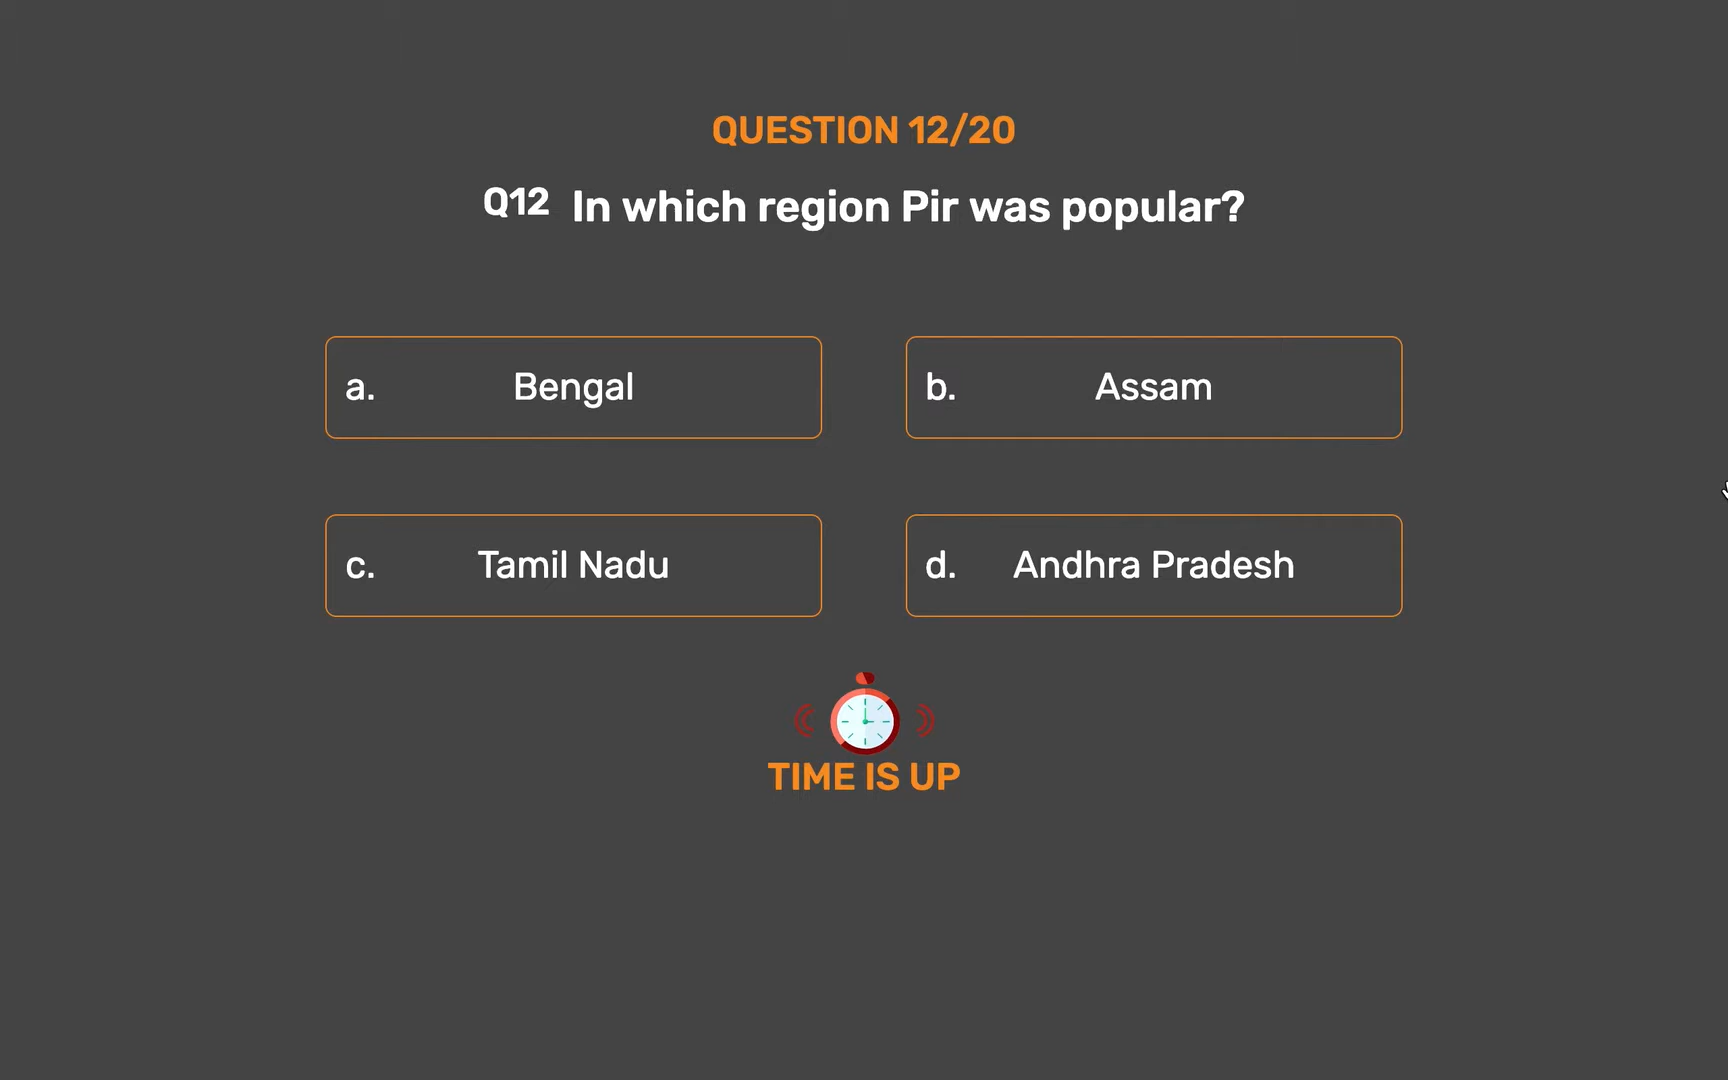 QUESTION 12/20
Q12 In which region Pir was popular?
a. Bengal
b. Assam
c. Tamil Nadu
d. Andhra Pradesh
TIME IS UP